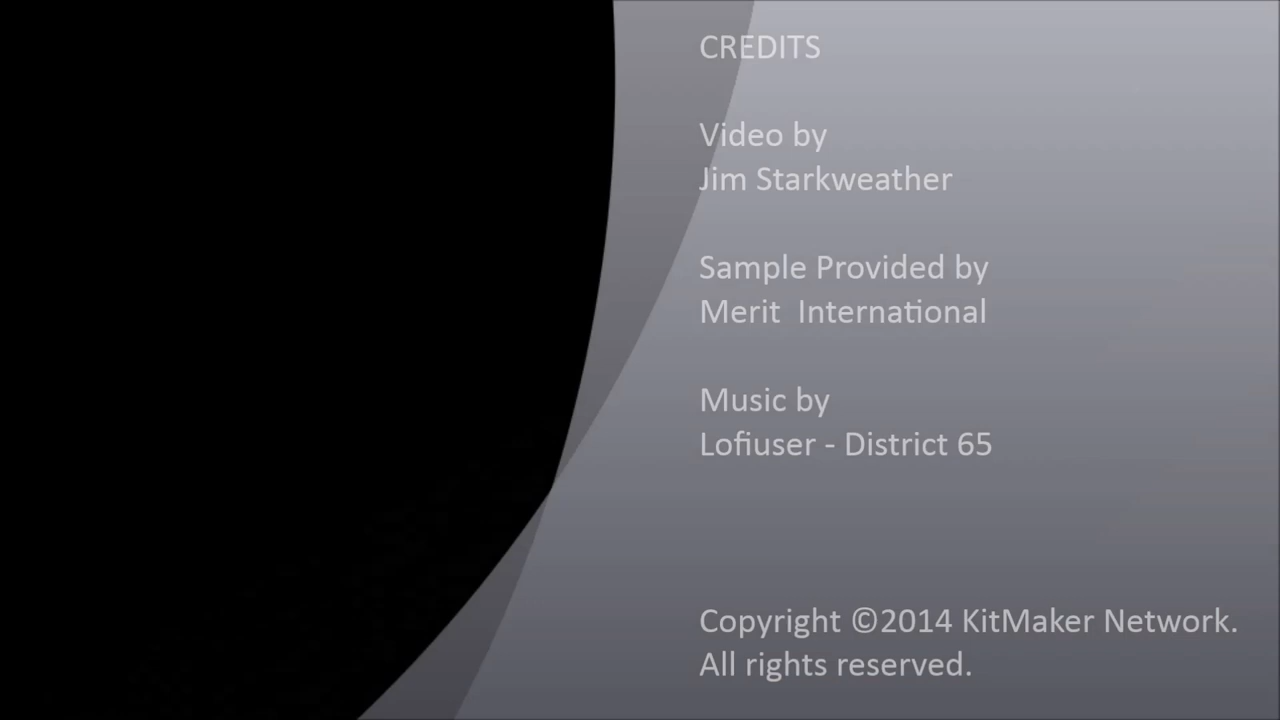 CREDITS
Video by
Jim Starkweather
Sample Provided by
Merit  International
Music by
Lofiuser - District 65
Copyright ©2014 KitMaker Network.
All rights reserved.